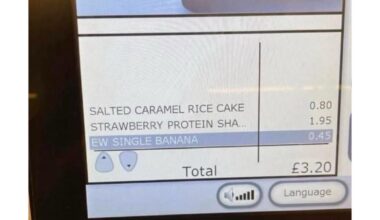 SALTED CARAMEL RICE CAKE 0.80
STRAWBERRY PROTEIN SHA... 1.95
EW SINGLE BANANA 0.45
Total £3.20
Language